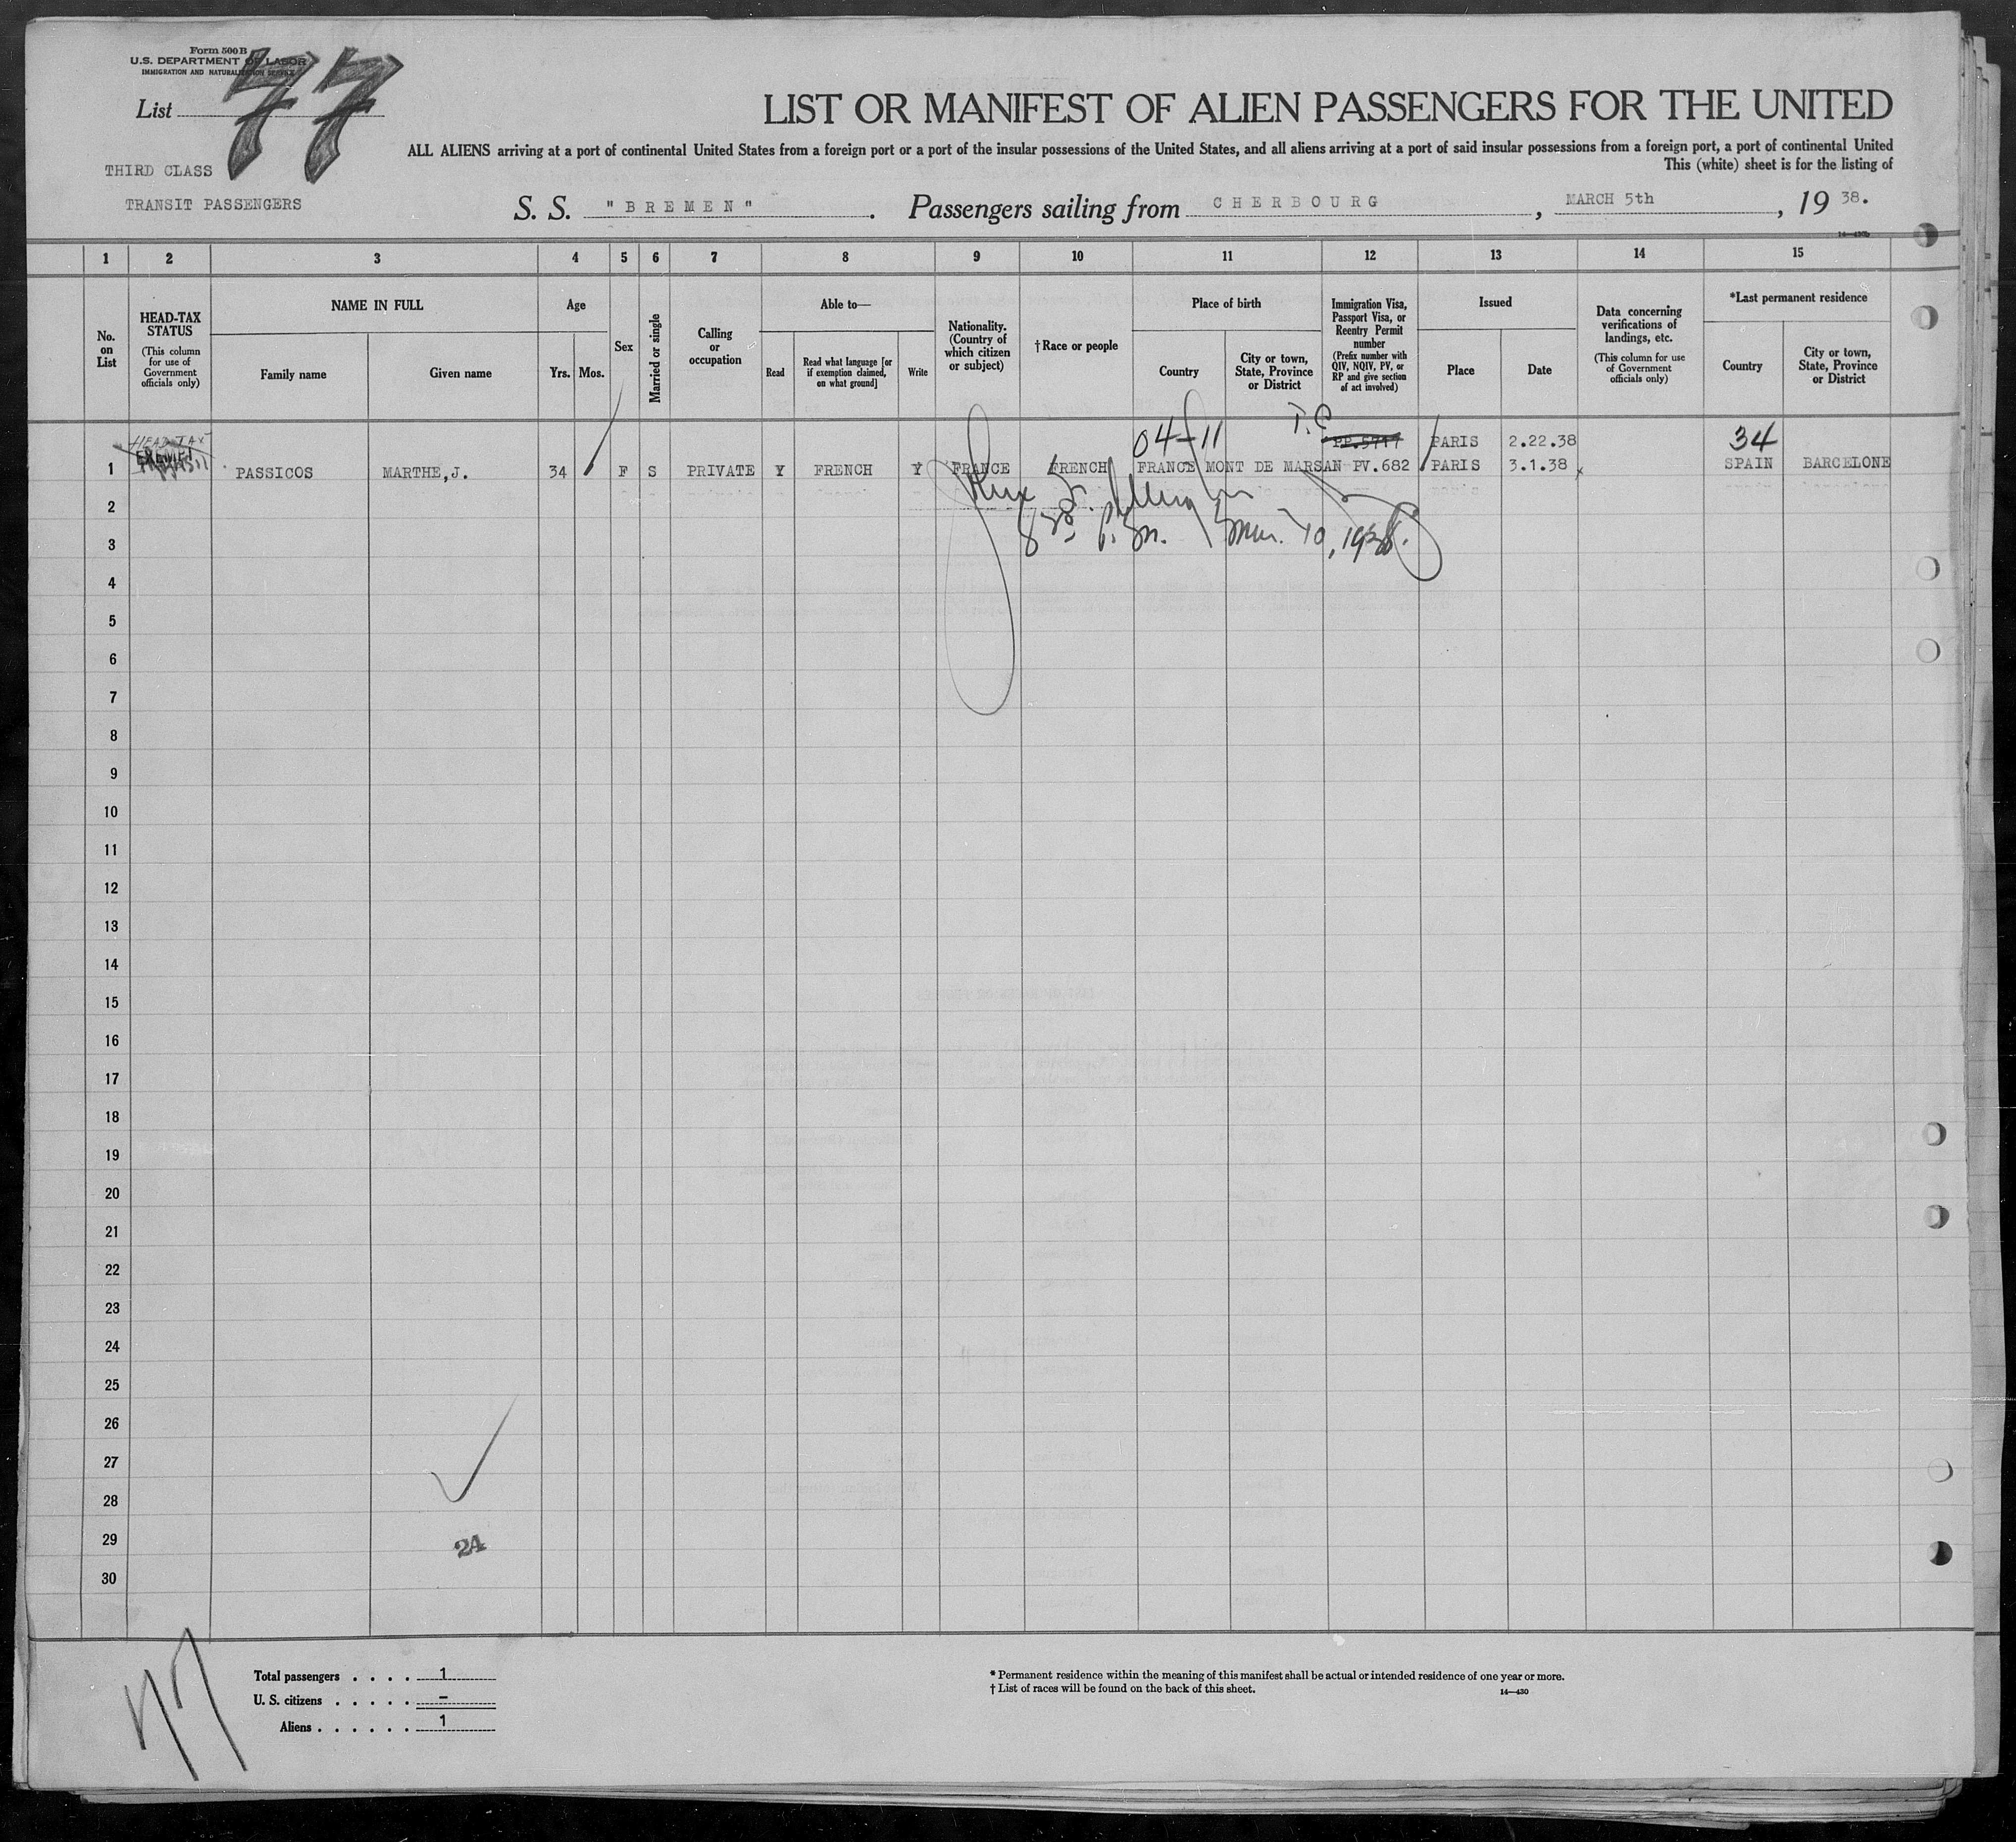 Form 500 B
U.S. DEPARTMENT OF LABOR
IMMIGRATION AND NATURALIZATION SERVICE
List 77
LIST OR MANIFEST OF ALIEN PASSENGERS FOR THE UNITED
ALL ALIENS arriving at a port of continental United States from a foreign port or a port of the insular possessions of the United States, and all aliens arriving at a port of said insular possessions from a foreign port, a port of continental United
This (white) sheet is for the listing of
THIRD CLASS
TRANSIT PASSENGERS
S. S. "BREMEN". Passengers sailing from CHERBOURG, MARCH 5th, 19 38.
14—430b
1 2 3 4 5 6 7 8 9 10 11 12 13 14 15
No. on List
HEAD-TAX STATUS
(This column for use of Government officials only)
NAME IN FULL
Family name
Given name
Age
Yrs. Mos.
Sex
Married or single
Calling or occupation
Able to—
Read
Read what language [or if exemption claimed, on what ground]
Write
Nationality. (Country of which citizen or subject)
†Race or people
Place of birth
Country
City or town, State, Province or District
Immigration Visa, Passport Visa, or Reentry Permit number
(Prefix number with QIV, NQIV, PV, or RP and give section of act involved)
Issued
Place
Date
Data concerning verifications of landings, etc.
(This column for use of Government officials only)
*Last permanent residence
Country
City or town, State, Province or District
HEAD TAX 04-11 T.C. PARIS 2.22.38 34
1 PASSICOS MARTHE,J. 34 F S PRIVATE Y FRENCH Y FRANCE FRENCH FRANCE MONT DE MARSAN PV.682 PARIS 3.1.38 SPAIN BARCELONE
2
3 P.M. Mar. 10, 1938.
4
5
6
7
8
9
10
11
12
13
14
15
16
17
18
19
20
21
22
23
24
25
26
27
28
29
24
30
77
Total passengers . . . . 1
U. S. citizens . . . . . –
Aliens . . . . . . 1
* Permanent residence within the meaning of this manifest shall be actual or intended residence of one year or more.
† List of races will be found on the back of this sheet.
14—430